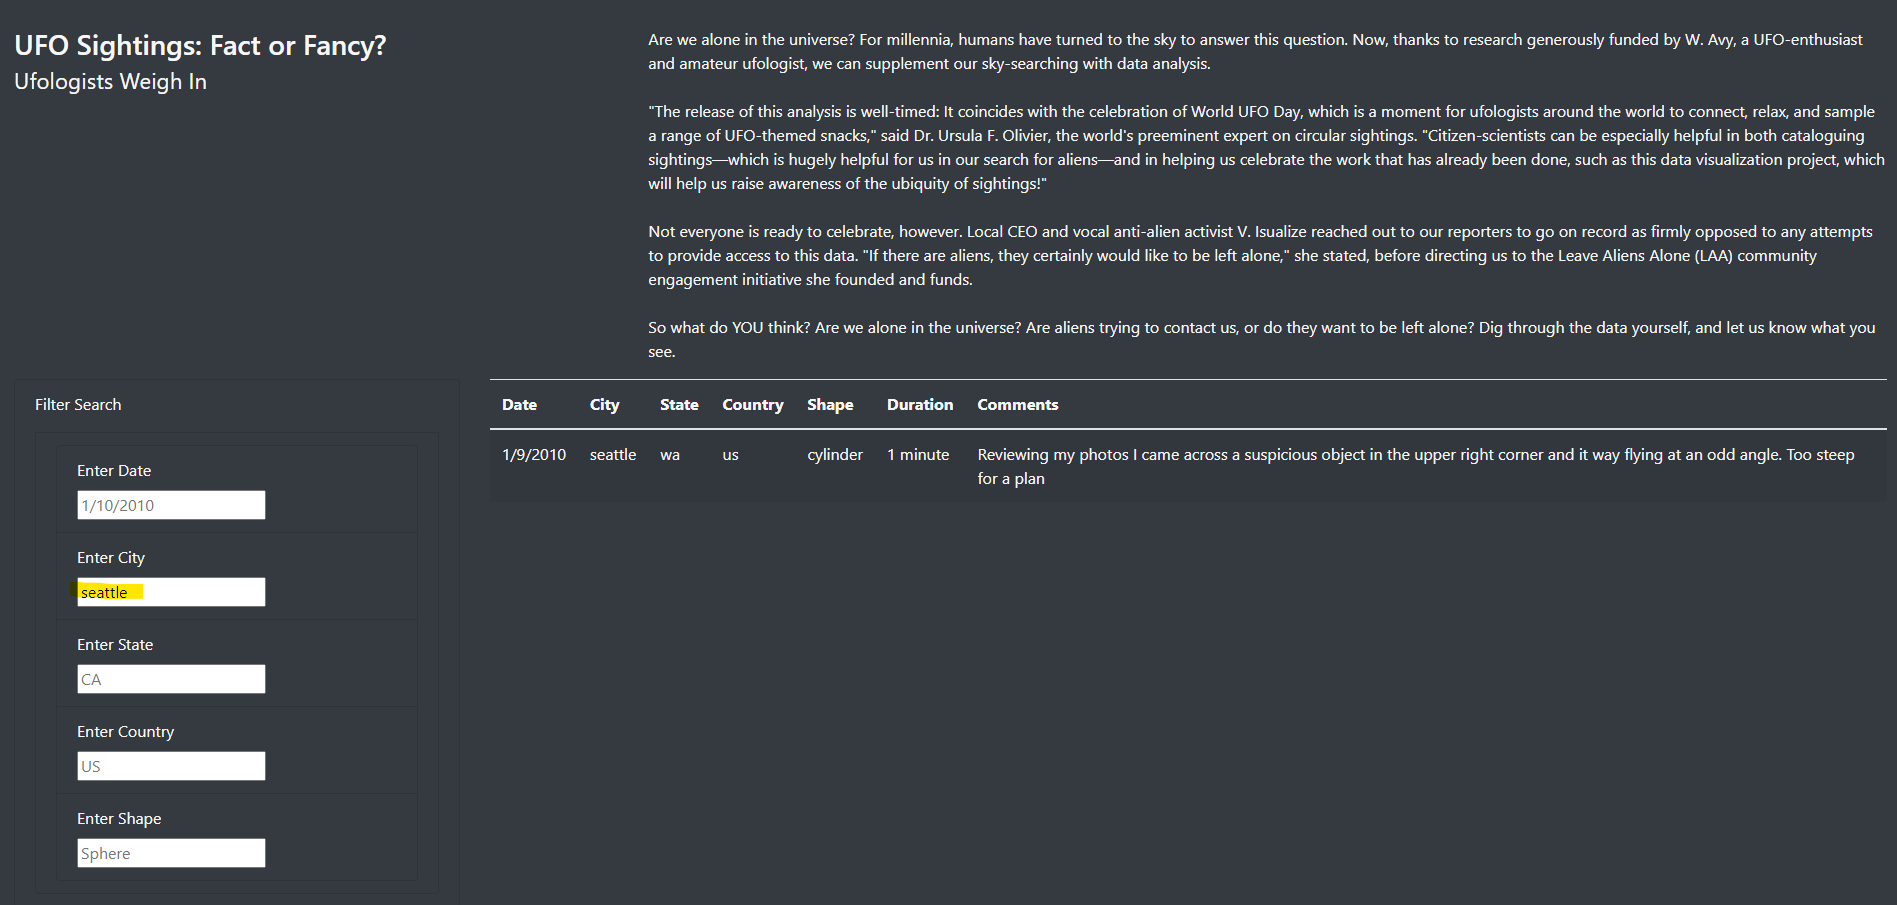 UFO Sightings: Fact or Fancy?
Ufologists Weigh In
Are we alone in the universe? For millennia, humans have turned to the sky to answer this question. Now, thanks to research generously funded by W. Avy, a UFO-enthusiast
and amateur ufologist, we can supplement our sky-searching with data analysis.
"The release of this analysis is well-timed: It coincides with the celebration of World UFO Day, which is a moment for ufologists around the world to connect, relax, and sample
a range of UFO-themed snacks," said Dr. Ursula F. Olivier, the world's preeminent expert on circular sightings. "Citizen-scientists can be especially helpful in both cataloguing
sightings—which is hugely helpful for us in our search for aliens—and in helping us celebrate the work that has already been done, such as this data visualization project, which
will help us raise awareness of the ubiquity of sightings!"
Not everyone is ready to celebrate, however. Local CEO and vocal anti-alien activist V. Isualize reached out to our reporters to go on record as firmly opposed to any attempts
to provide access to this data. "If there are aliens, they certainly would like to be left alone," she stated, before directing us to the Leave Aliens Alone (LAA) community
engagement initiative she founded and funds.
So what do YOU think? Are we alone in the universe? Are aliens trying to contact us, or do they want to be left alone? Dig through the data yourself, and let us know what you
see.
Filter Search
Enter Date
1/10/2010
Enter City
seattle
Enter State
CA
Enter Country
US
Enter Shape
Sphere
Date City State Country Shape Duration Comments
1/9/2010 seattle wa us cylinder 1 minute Reviewing my photos I came across a suspicious object in the upper right corner and it way flying at an odd angle. Too steep
for a plan